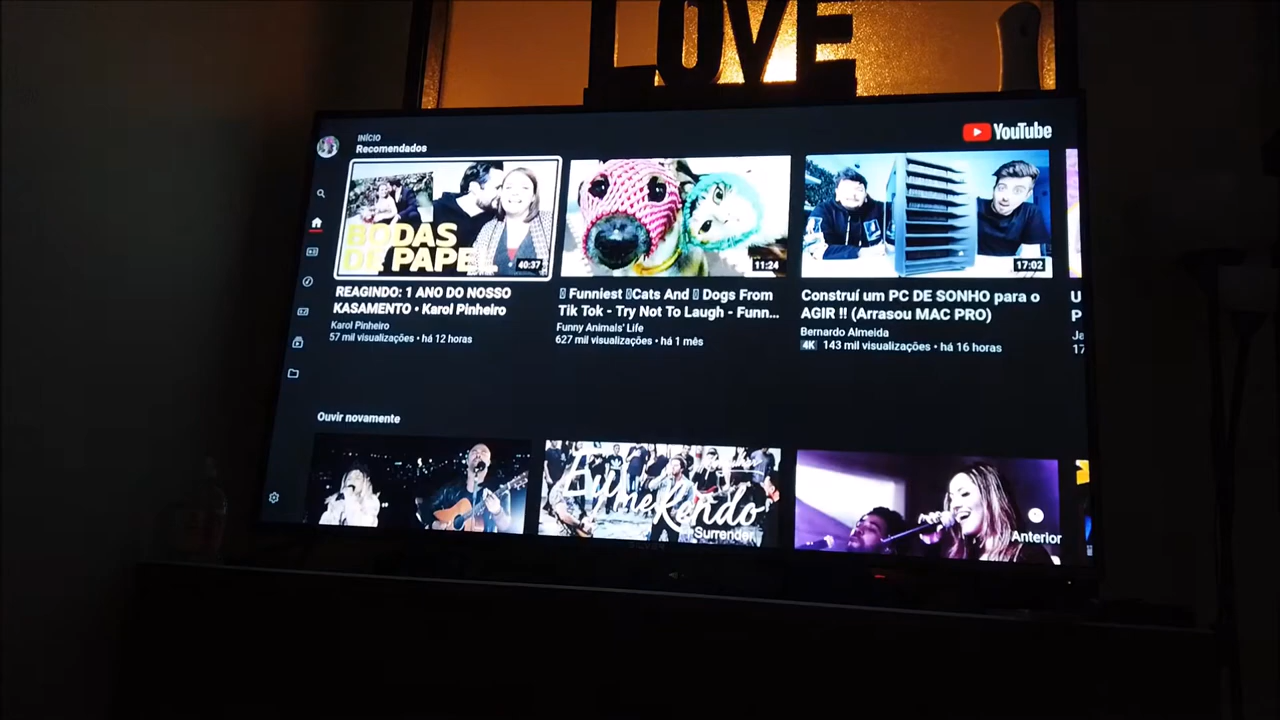 LOVE
INÍCIO
Recomendados
YouTube
BODAS
DE PAPE
40:37
11:24
17:02
REAGINDO: 1 ANO DO NOSSO
KASAMENTO • Karol Pinheiro
Karol Pinheiro
57 mil visualizações • há 12 horas
Funniest Cats And Dogs From
Tik Tok - Try Not To Laugh - Funn...
Funny Animals' Life
627 mil visualizações • há 1 mês
Construí um PC DE SONHO para o
AGIR !! (Arrasou MAC PRO)
Bernardo Almeida
4K 143 mil visualizações • há 16 horas
U
P
Ja
17
Ouvir novamente
Eu me Rendo
Surrender
Anterior